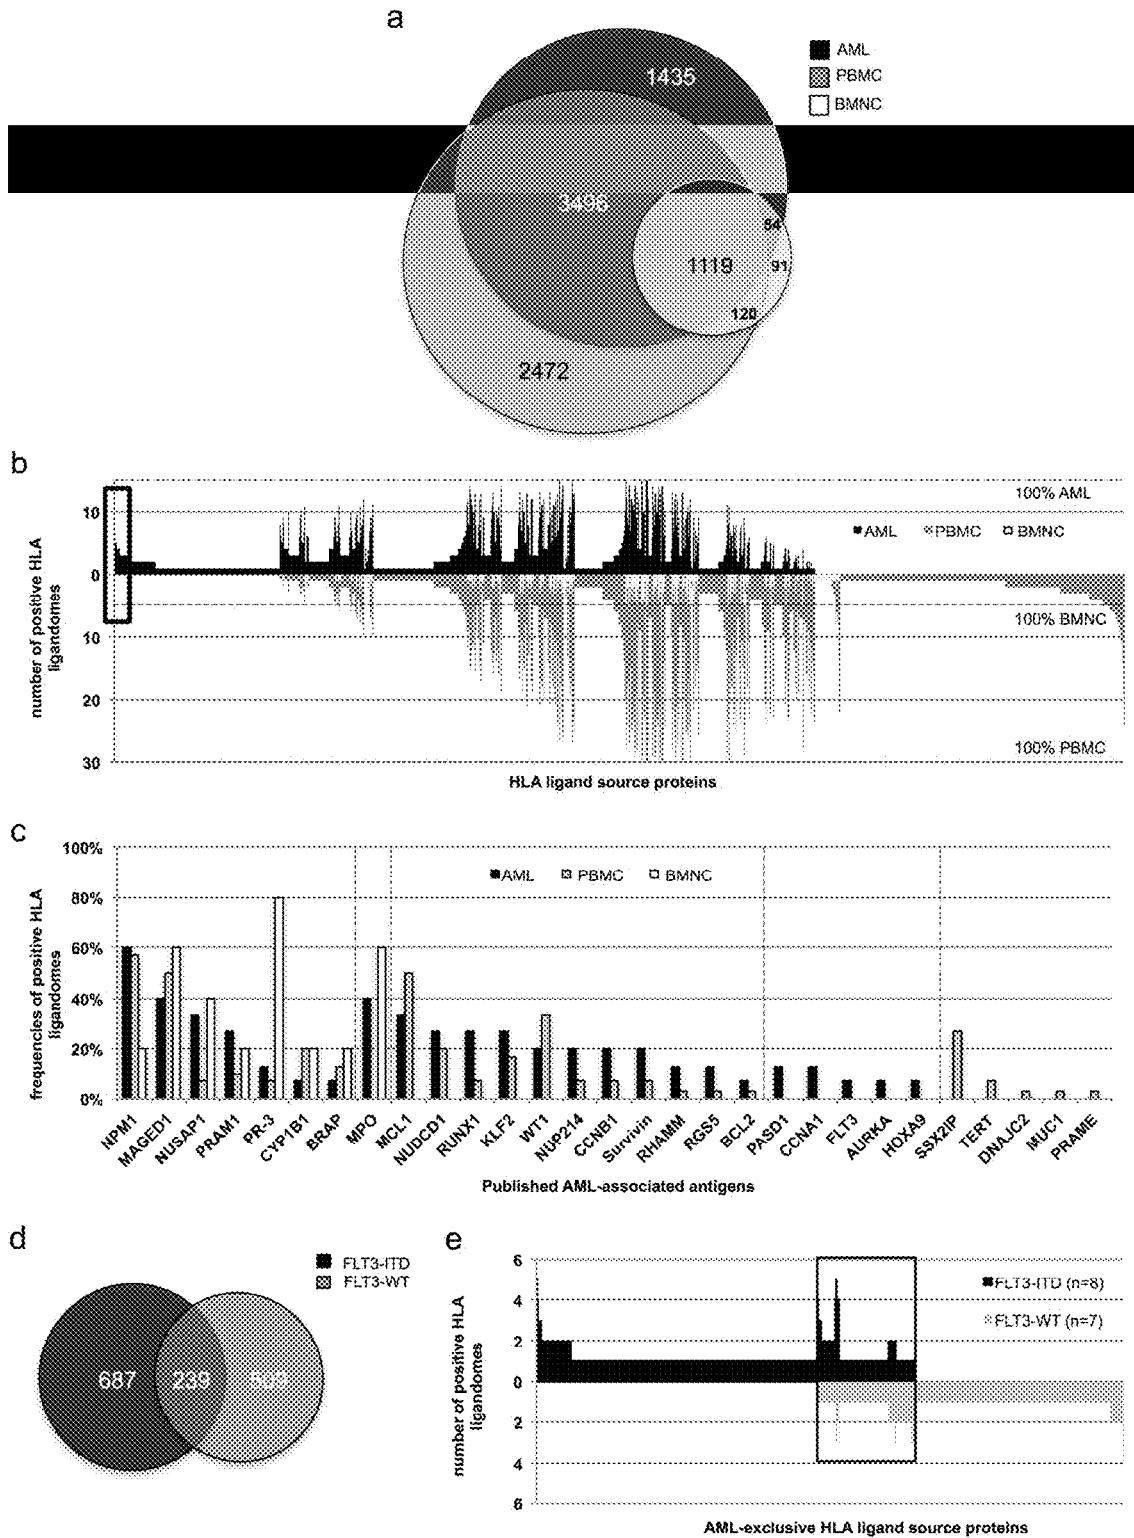 a
AML
PBMC
BMNC
1435
3496
54
1119
91
120
2472
b
100% AML
AML PBMC BMNC
10
0
10
20
30
100% BMNC
100% PBMC
number of positive HLA
ligandomes
HLA ligand source proteins
c
100%
80%
60%
40%
20%
0%
AML PBMC BMNC
frequencies of positive HLA
ligandomes
NPM1 MAGED1 NUSAP1 PRAM1 PR-3 CYP1B1 BRAP MPO MCL1 NUDCD1 RUNX1 KLF2 WT1 NUP214 CCNB1 Survivin RHAMM RGS5 BCL2 PASD1 CCNA1 FLT3 AURKA HOXA9 SSX2IP TERT DNAJC2 MUC1 PRAME
Published AML-associated antigens
d
FLT3-ITD
FLT3-WT
687 239
e
6
4
2
0
2
4
6
FLT3-ITD (n=8)
FLT3-WT (n=7)
number of positive HLA
ligandomes
AML-exclusive HLA ligand source proteins